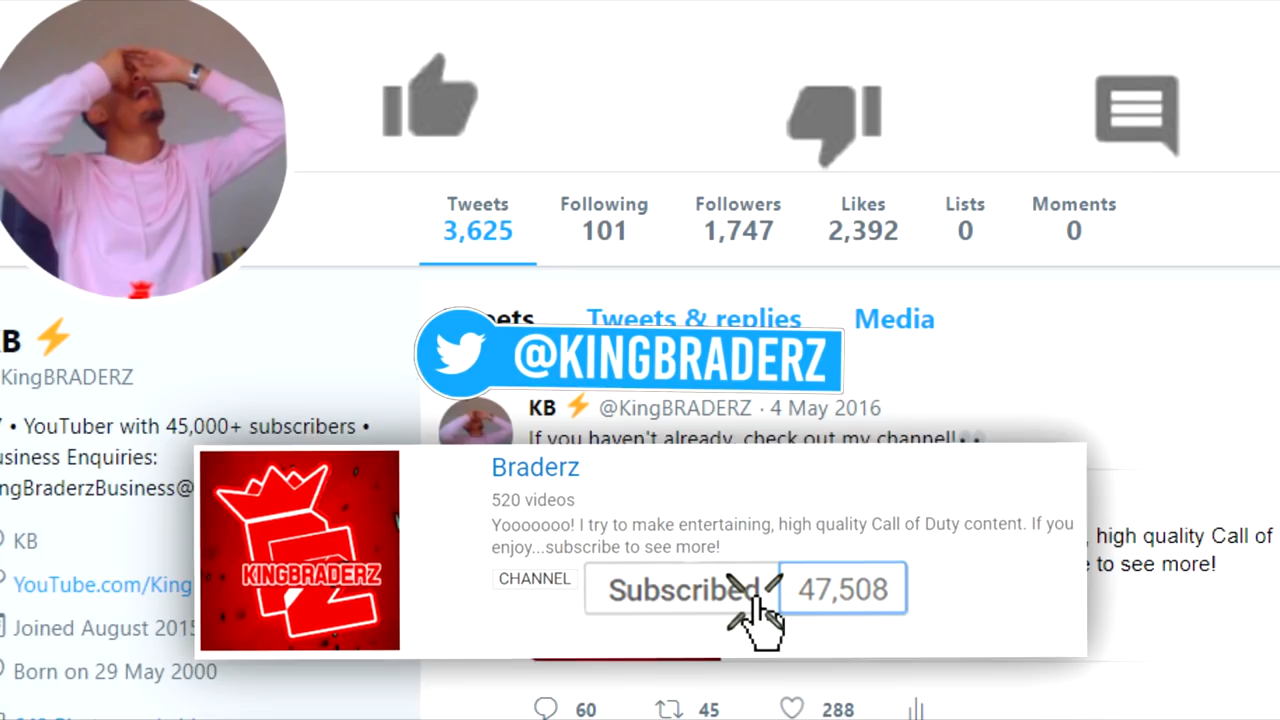 Tweets Following Followers Likes Lists Moments
3,625 101 1,747 2,392 0 0
Tweets & replies Media
@KINGBRADERZ
KB
KingBRADERZ
KB @KingBRADERZ · 4 May 2016
If you haven't already, check out my channel!
• YouTuber with 45,000+ subscribers •
usiness Enquiries:
ngBraderzBusiness@
KB
YouTube.com/King
Joined August 2015
Born on 29 May 2000
KINGBRADERZ
Braderz
520 videos
Yooooooo! I try to make entertaining, high quality Call of Duty content. If you
enjoy...subscribe to see more!
CHANNEL
Subscribed 47,508
, high quality Call of
e to see more!
60 45 288